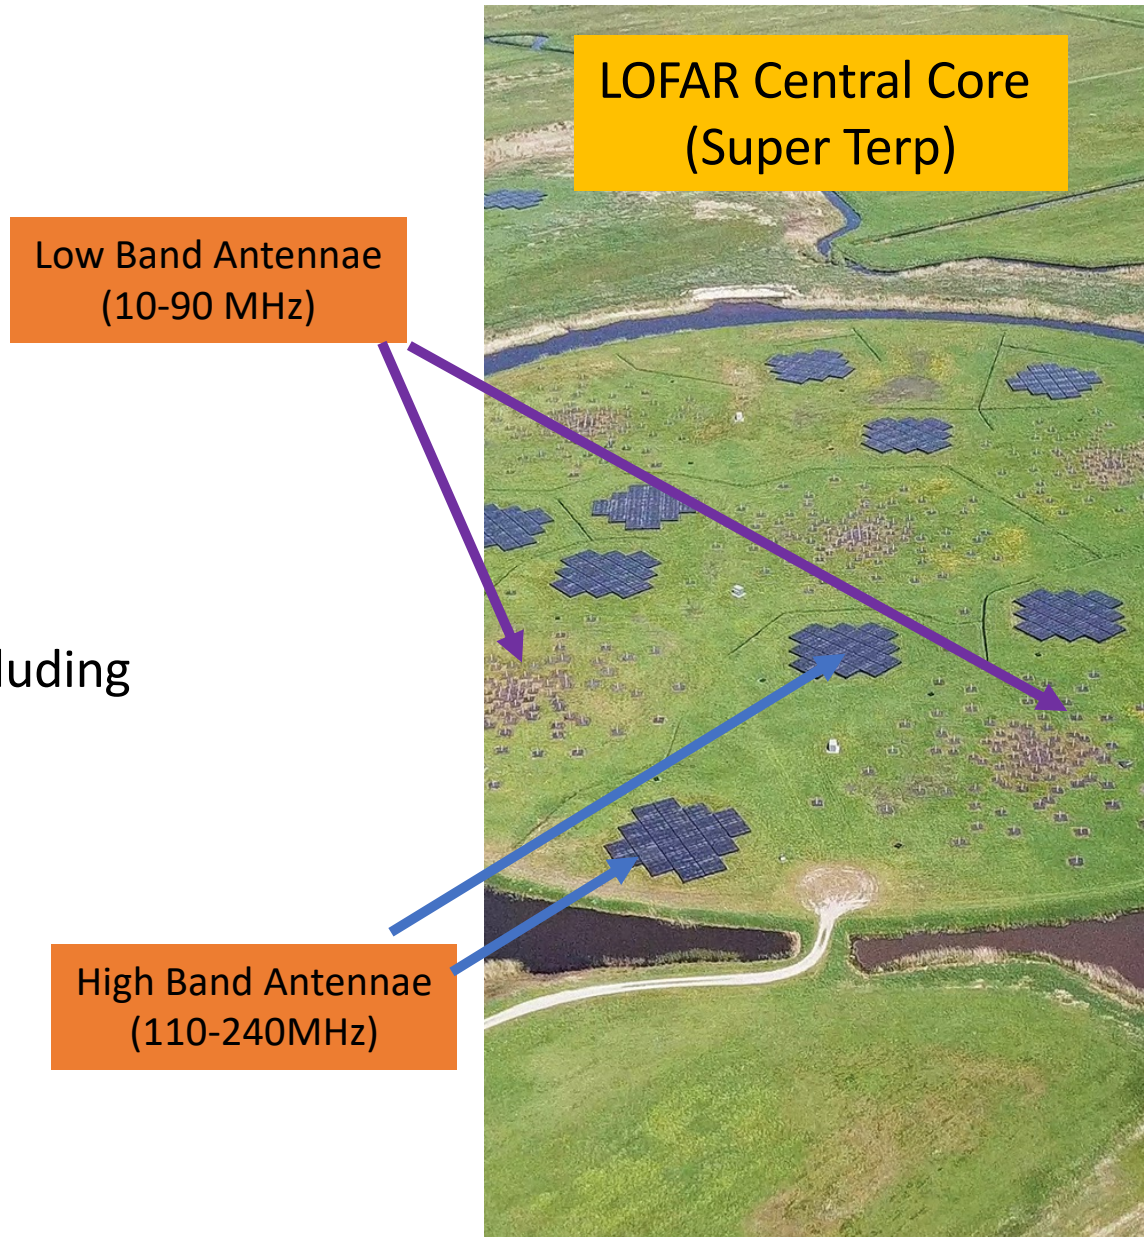 LOFAR Central Core
(Super Terp)
Low Band Antennae
(10-90 MHz)
luding
High Band Antennae
(110-240MHz)